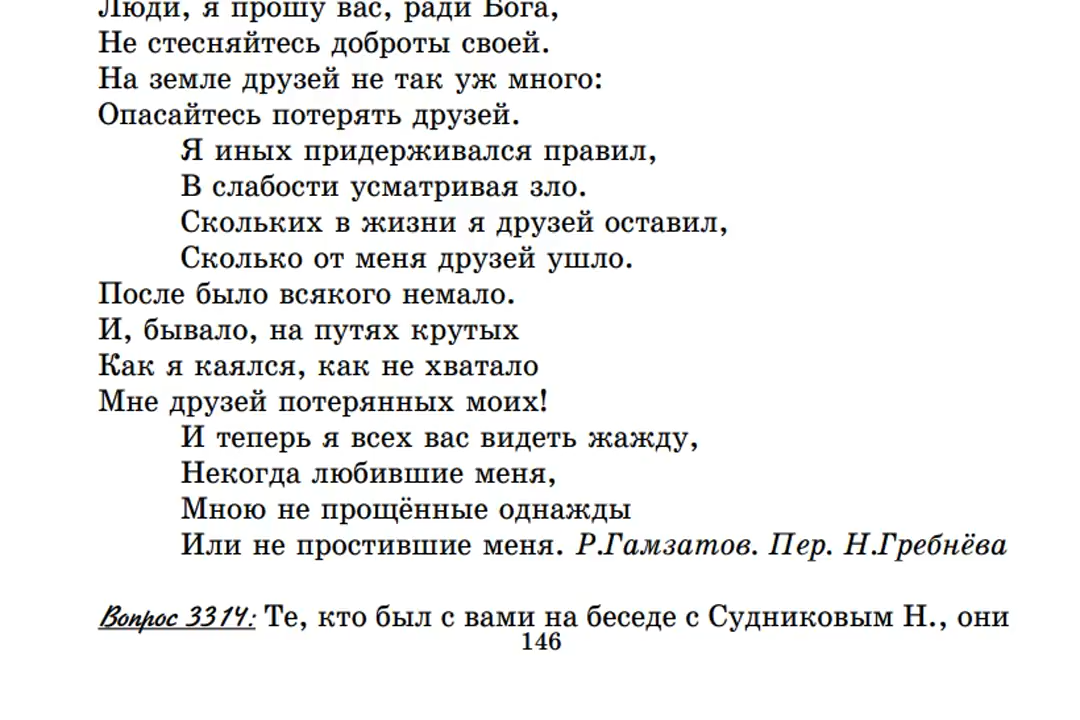 Люди, я прошу вас, ради Бога,
Не стесняйтесь доброты своей.
На земле друзей не так уж много:
Опасайтесь потерять друзей.
Я иных придерживался правил,
В слабости усматривая зло.
Скольких в жизни я друзей оставил,
Сколько от меня друзей ушло.
После было всякого немало.
И, бывало, на путях крутых
Как я каялся, как не хватало
Мне друзей потерянных моих!
И теперь я всех вас видеть жажду,
Некогда любившие меня,
Мною не прощённые однажды
Или не простившие меня. Р.Гамзатов. Пер. Н.Гребнёва
Вопрос 3314: Те, кто был с вами на беседе с Судниковым Н., они
146